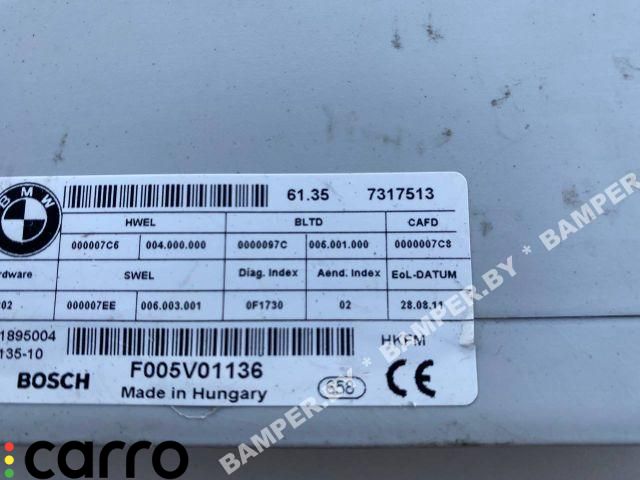 BMW
61.35 7317513
HWEL BLTD CAFD
000007C6 004.000.000 0000097C 006.001.000 0000007C8
rdware SWEL Diag. Index Aend. Index EoL-DATUM
02 000007EE 006.003.001 0F1730 02 28.08.11
1895004
135-10 HKFM
BOSCH F005V01136
Made in Hungary 658 CE
carro
BAMPER.BY * BAMPER.BY * BAMPER.BY